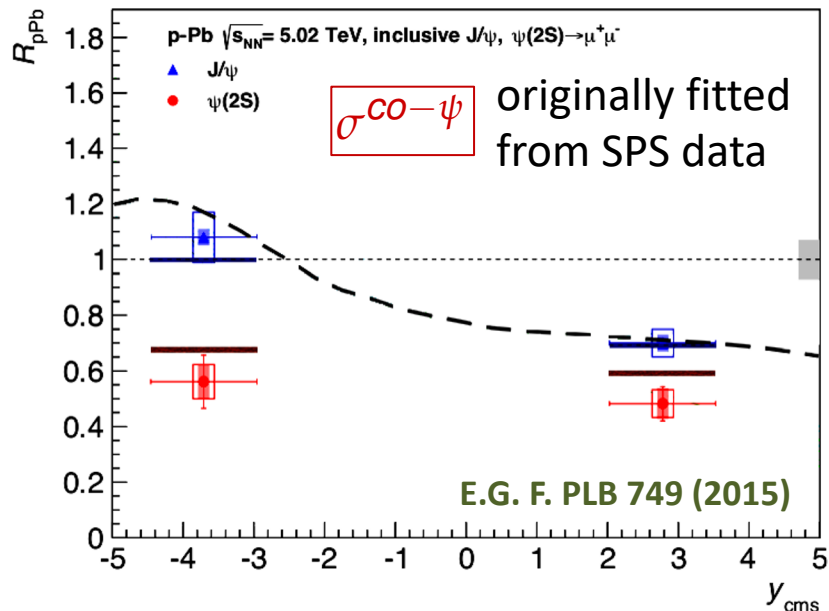 R_pPb
p-Pb √s_NN = 5.02 TeV, inclusive J/ψ, ψ(2S)→μ⁺μ⁻
J/ψ
ψ(2S)
σ^{co−ψ}
originally fitted
from SPS data
1.8
1.6
1.4
1.2
1
0.8
0.6
0.4
0.2
0
E.G. F. PLB 749 (2015)
-5 -4 -3 -2 -1 0 1 2 3 4 5
y_cms